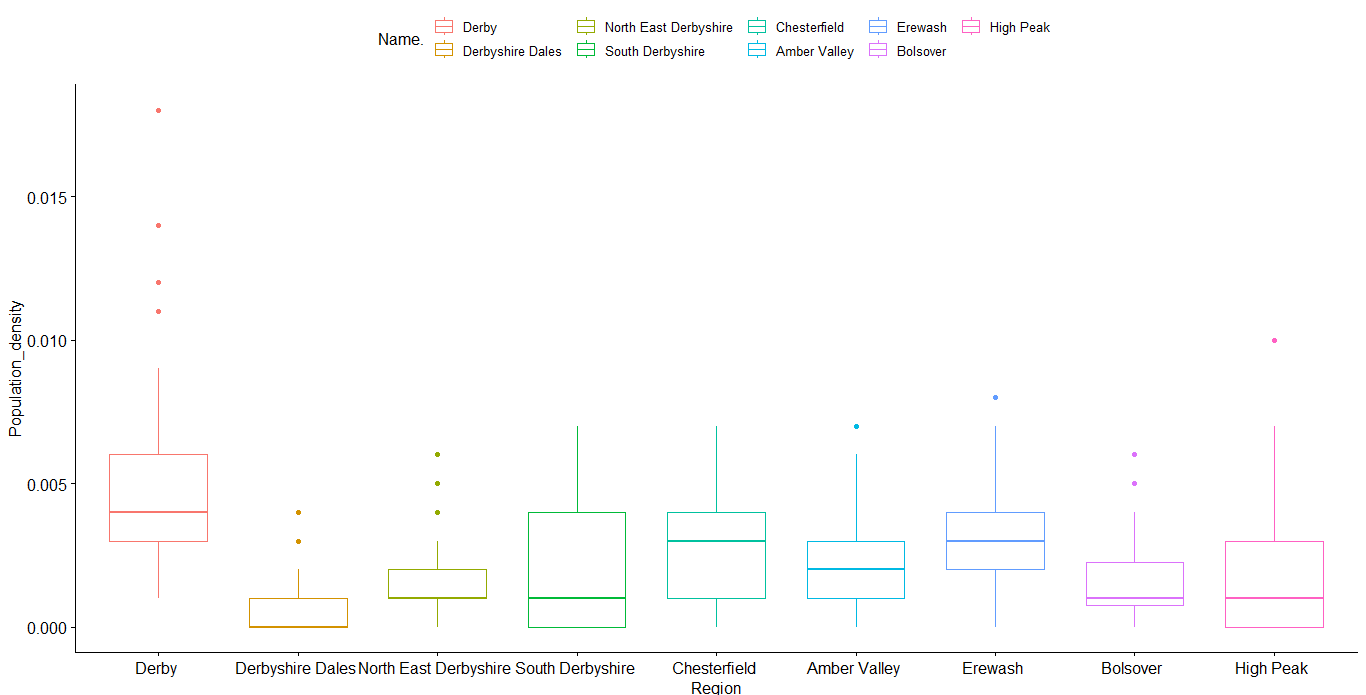 Name.
Derby
North East Derbyshire
Chesterfield
Erewash
High Peak
Derbyshire Dales
South Derbyshire
Amber Valley
Bolsover
Population_density
0.015
0.010
0.005
0.000
Derby
Derbyshire Dales
North East Derbyshire
South Derbyshire
Chesterfield
Amber Valley
Erewash
Bolsover
High Peak
Region